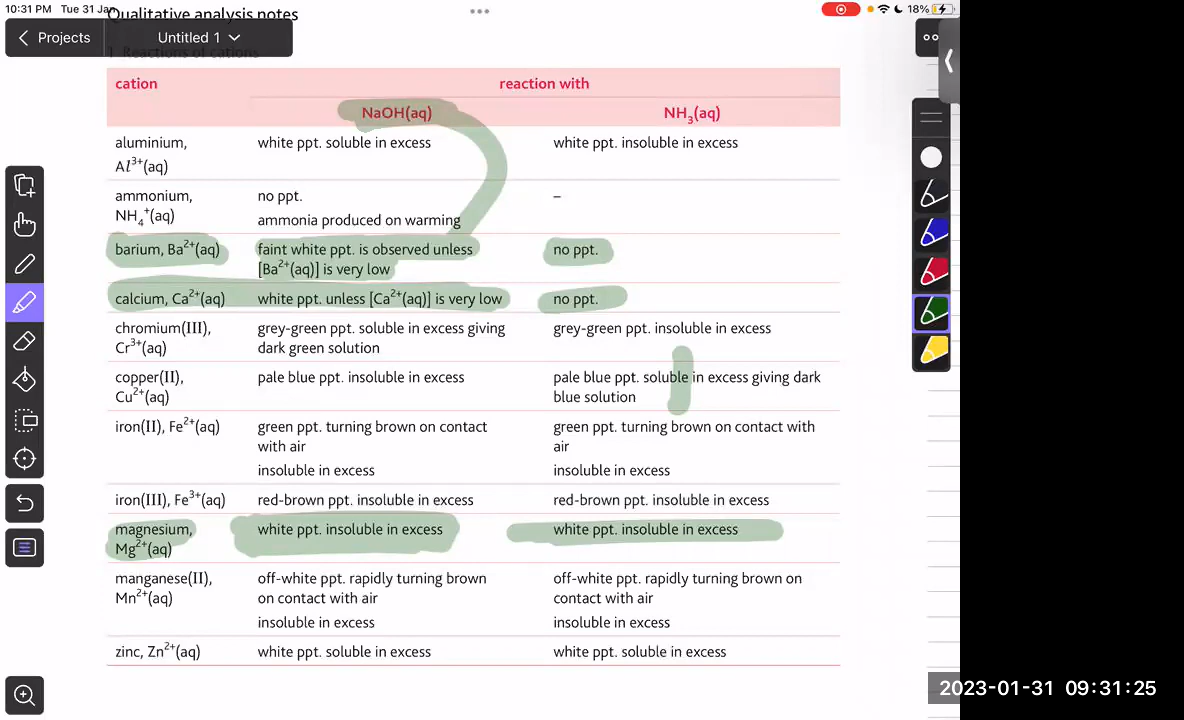 10:31 PM Tue 31 Jan
18%
Qualitative analysis notes
Projects
Untitled 1
1 Reactions of cations
cation
reaction with
NaOH(aq)
NH₃(aq)
aluminium,
Al³⁺(aq)
white ppt. soluble in excess
white ppt. insoluble in excess
ammonium,
NH₄⁺(aq)
no ppt.
ammonia produced on warming
–
barium, Ba²⁺(aq)
faint white ppt. is observed unless
[Ba²⁺(aq)] is very low
no ppt.
calcium, Ca²⁺(aq)
white ppt. unless [Ca²⁺(aq)] is very low
no ppt.
chromium(III),
Cr³⁺(aq)
grey-green ppt. soluble in excess giving
dark green solution
grey-green ppt. insoluble in excess
copper(II),
Cu²⁺(aq)
pale blue ppt. insoluble in excess
pale blue ppt. soluble in excess giving dark
blue solution
iron(II), Fe²⁺(aq)
green ppt. turning brown on contact
with air
insoluble in excess
green ppt. turning brown on contact with
air
insoluble in excess
iron(III), Fe³⁺(aq)
red-brown ppt. insoluble in excess
red-brown ppt. insoluble in excess
magnesium,
Mg²⁺(aq)
white ppt. insoluble in excess
white ppt. insoluble in excess
manganese(II),
Mn²⁺(aq)
off-white ppt. rapidly turning brown
on contact with air
insoluble in excess
off-white ppt. rapidly turning brown on
contact with air
insoluble in excess
zinc, Zn²⁺(aq)
white ppt. soluble in excess
white ppt. soluble in excess
2023-01-31 09:31:25